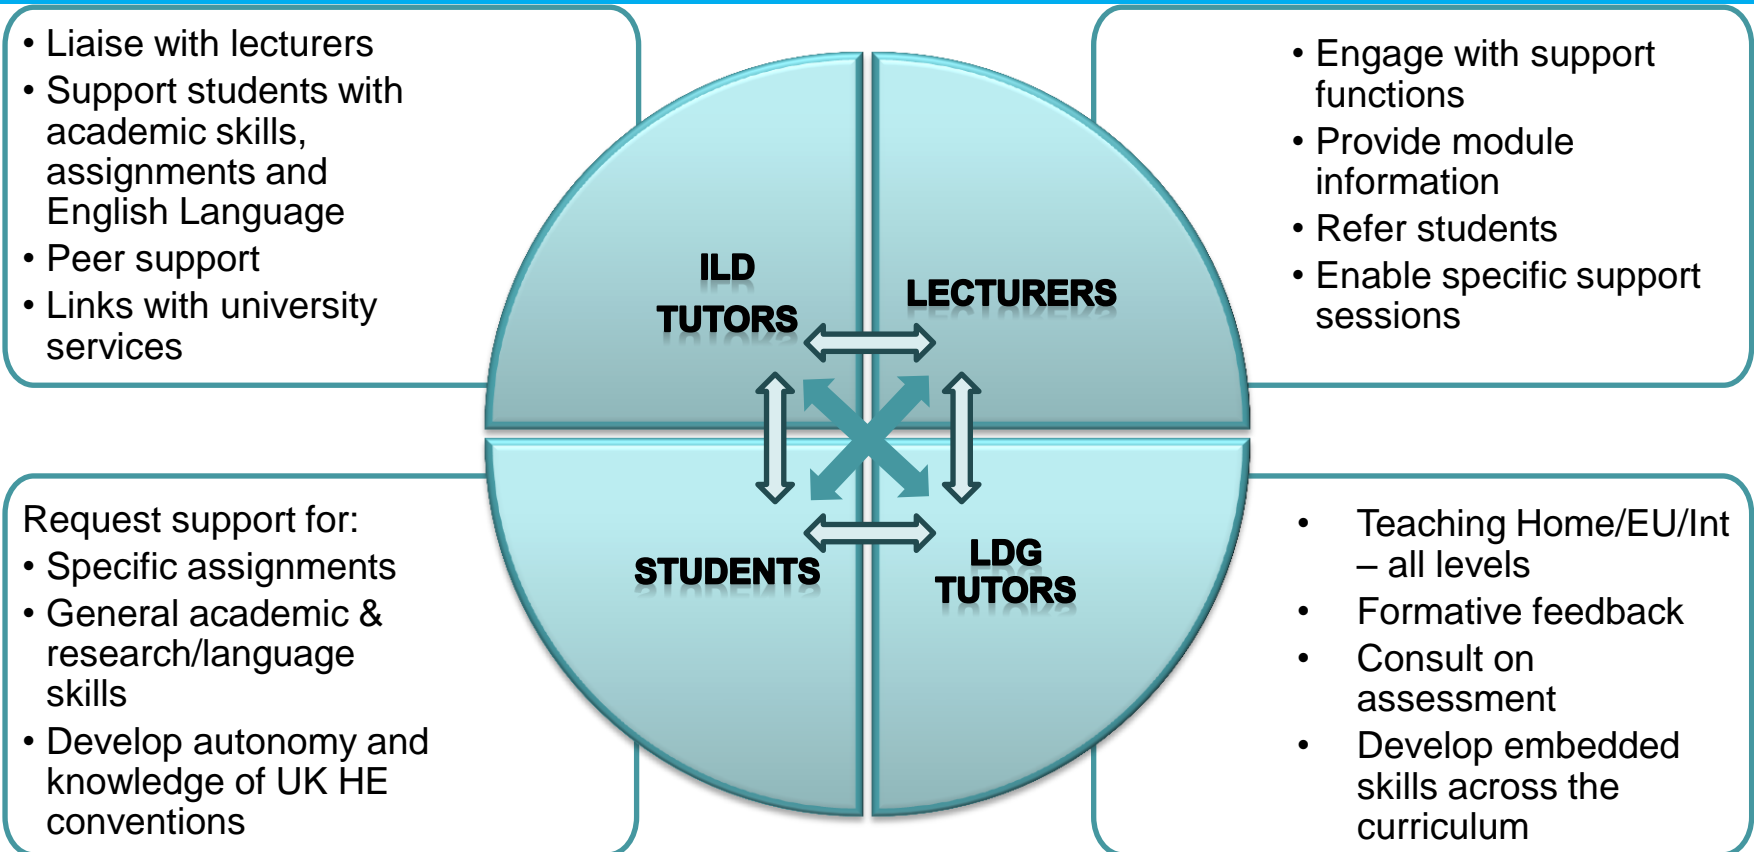 • Liaise with lecturers
• Support students with
academic skills,
assignments and
English Language
• Peer support
• Links with university
services
• Engage with support
functions
• Provide module
information
• Refer students
• Enable specific support
sessions
ILD
TUTORS
LECTURERS
STUDENTS
LDG
TUTORS
Request support for:
• Specific assignments
• General academic &
research/language
skills
• Develop autonomy and
knowledge of UK HE
conventions
• Teaching Home/EU/Int
– all levels
• Formative feedback
• Consult on
assessment
• Develop embedded
skills across the
curriculum